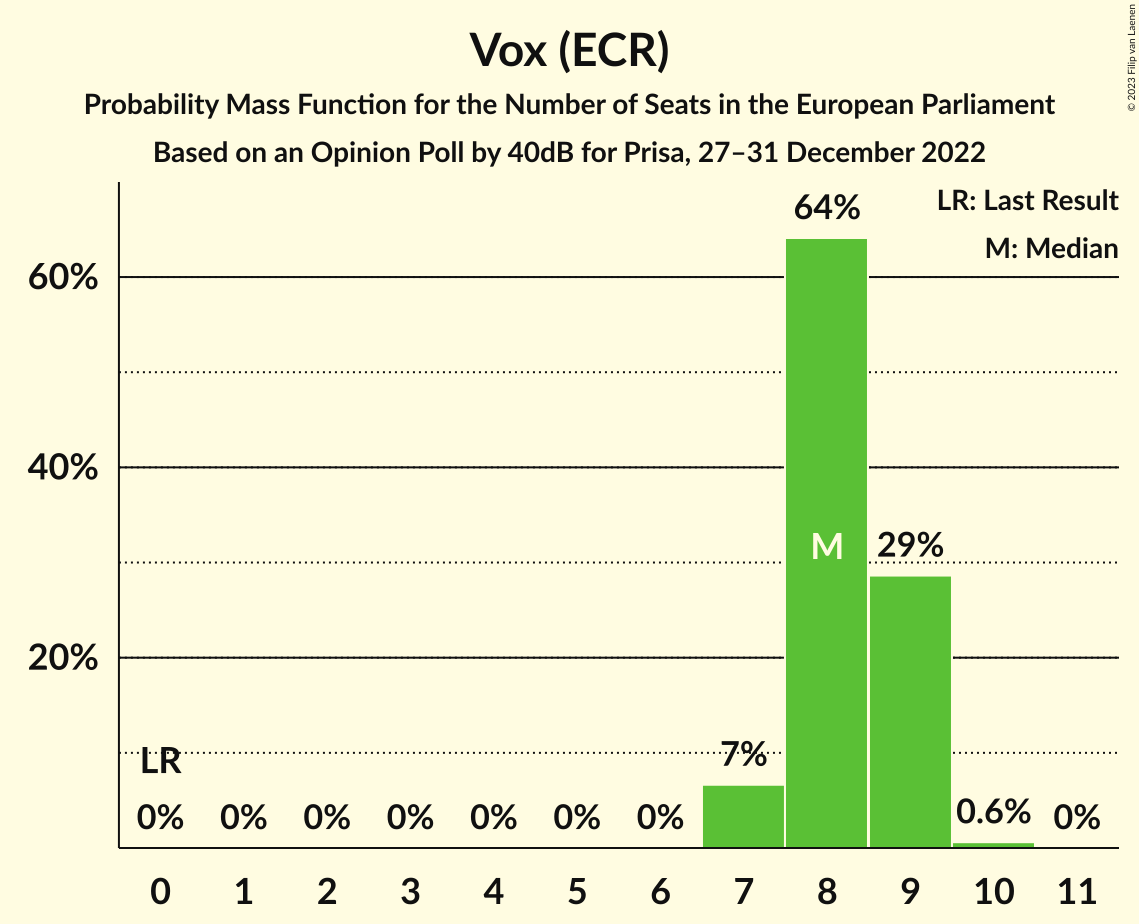 Vox (ECR)
Probability Mass Function for the Number of Seats in the European Parliament
Based on an Opinion Poll by 40dB for Prisa, 27–31 December 2022
© 2023 Filip van Laenen
LR: Last Result
M: Median
64%
60%
40%
M
29%
20%
LR
7%
0% 0% 0% 0% 0% 0% 0% 0.6% 0%
0 1 2 3 4 5 6 7 8 9 10 11